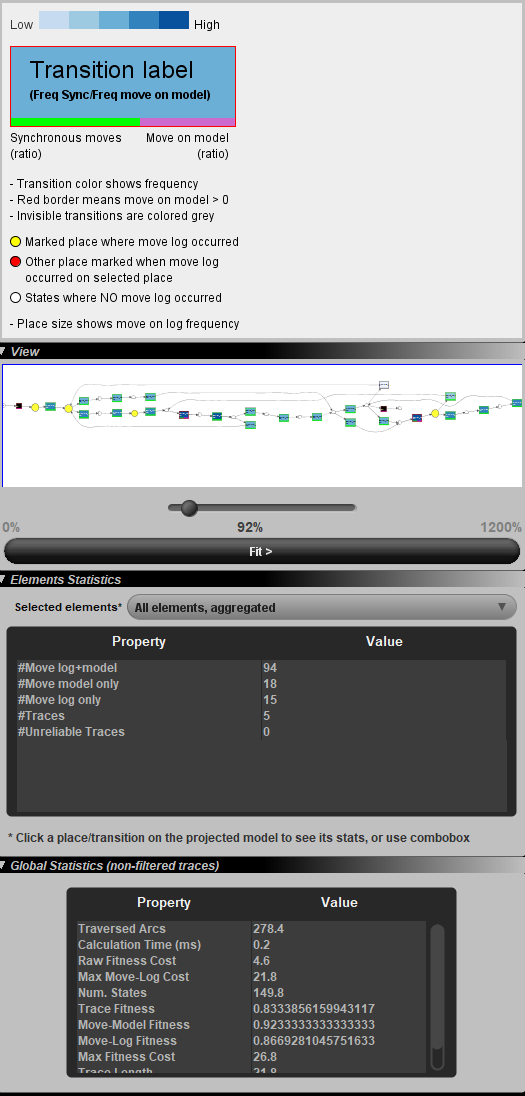 Low High
Transition label
(Freq Sync/Freq move on model)
Synchronous moves Move on model
(ratio) (ratio)
- Transition color shows frequency
- Red border means move on model > 0
- Invisible transitions are colored grey
Marked place where move log occurred
Other place marked when move log
occurred on selected place
States where NO move log occurred
- Place size shows move on log frequency
View
0% 92% 1200%
Fit >
Elements Statistics
Selected elements* All elements, aggregated
Property Value
#Move log+model 94
#Move model only 18
#Move log only 15
#Traces 5
#Unreliable Traces 0
* Click a place/transition on the projected model to see its stats, or use combobox
Global Statistics (non-filtered traces)
Property Value
Traversed Arcs 278.4
Calculation Time (ms) 0.2
Raw Fitness Cost 4.6
Max Move-Log Cost 21.8
Num. States 149.8
Trace Fitness 0.8333856159943117
Move-Model Fitness 0.9233333333333333
Move-Log Fitness 0.8669281045751633
Max Fitness Cost 26.8
Trace Length 21.8